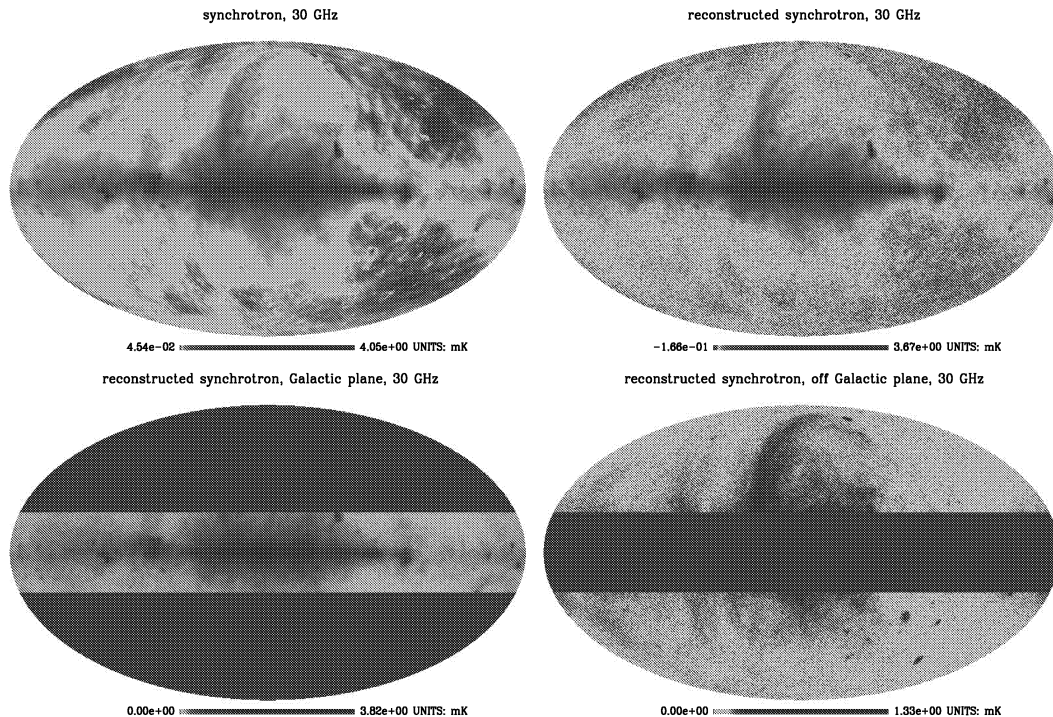 synchrotron, 30 GHz
reconstructed synchrotron, 30 GHz
4.54e-02 4.05e+00 UNITS: mK
-1.66e-01 3.67e+00 UNITS: mK
reconstructed synchrotron, Galactic plane, 30 GHz
reconstructed synchrotron, off Galactic plane, 30 GHz
0.00e+00 3.82e+00 UNITS: mK
0.00e+00 1.33e+00 UNITS: mK